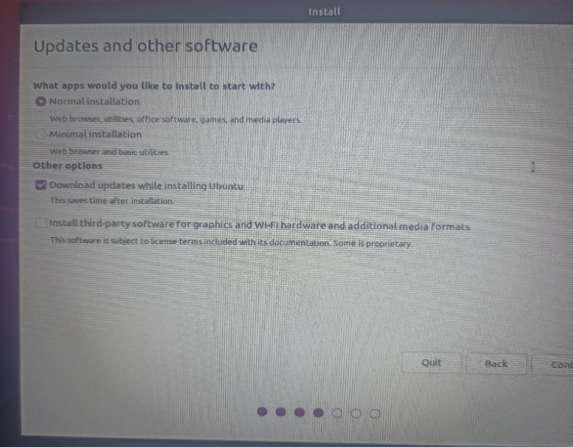 Install
Updates and other software
What apps would you like to install to start with?
Normal installation
Web browser, utilities, office software, games, and media players.
Minimal installation
Web browser and basic utilities.
Other options
Download updates while installing Ubuntu
This saves time after installation.
Install third-party software for graphics and Wi-Fi hardware and additional media formats
This software is subject to license terms included with its documentation. Some is proprietary.
Quit
Back